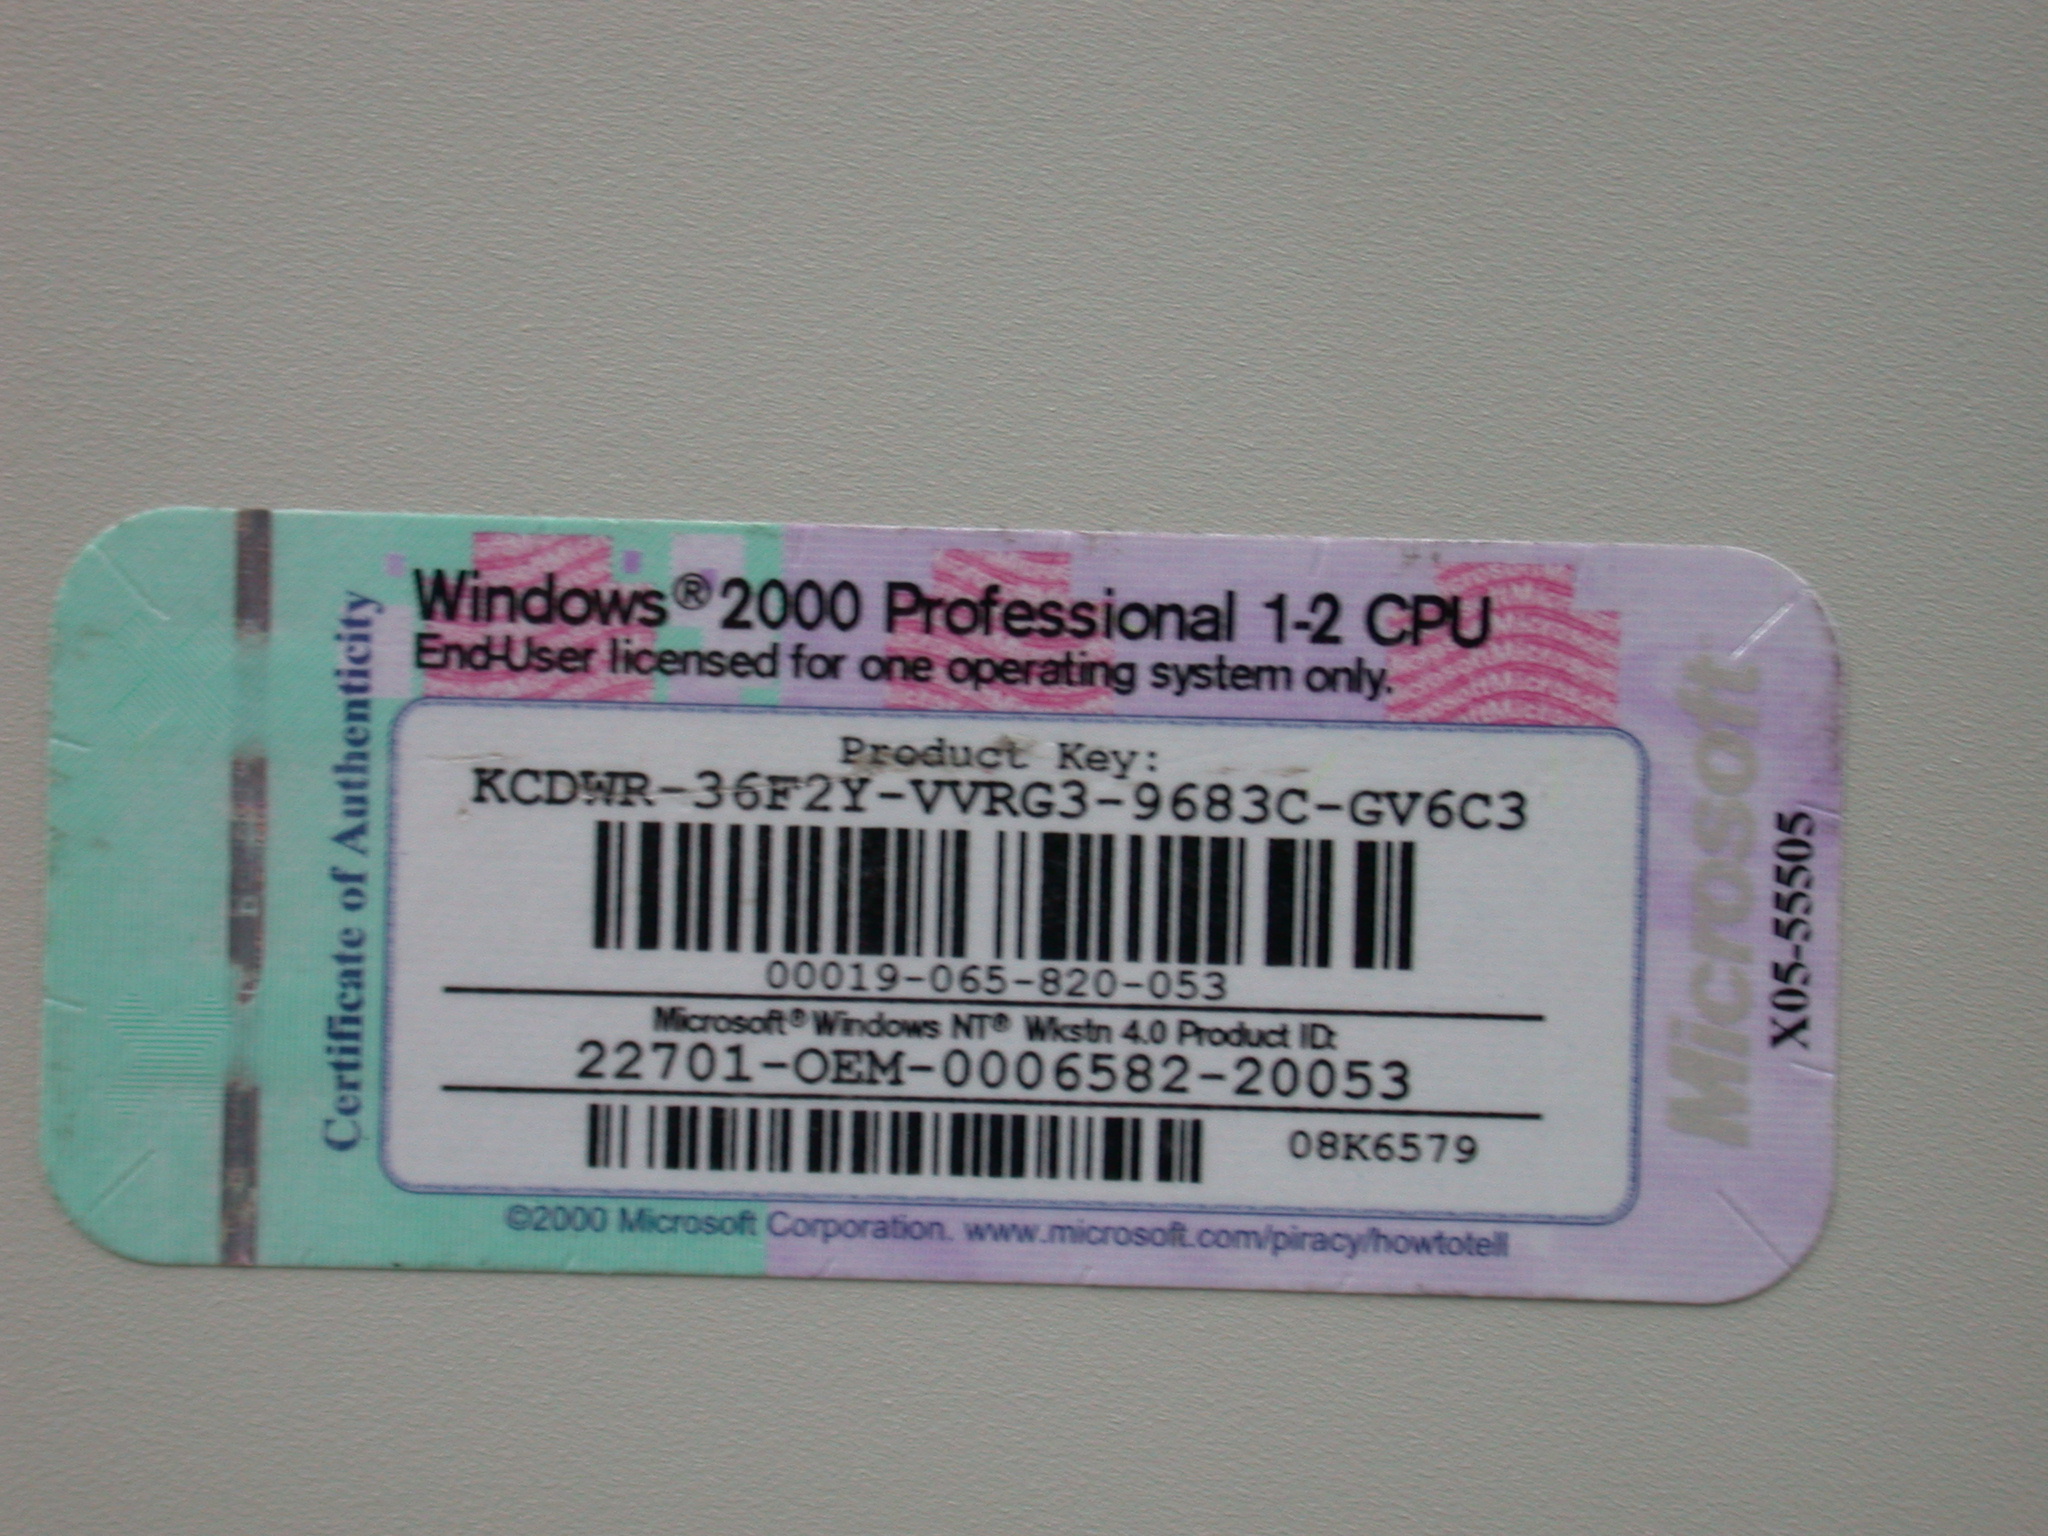 Windows® 2000 Professional 1-2 CPU
End-User licensed for one operating system only.
Certificate of Authenticity
Product Key:
KCDWR-36F2Y-VVRG3-9683C-GV6C3
00019-065-820-053
Microsoft® Windows NT® Wkstn 4.0 Product ID:
22701-OEM-0006582-20053
08K6579
©2000 Microsoft Corporation. www.microsoft.com/piracy/howtotell
Microsoft
X05-55505